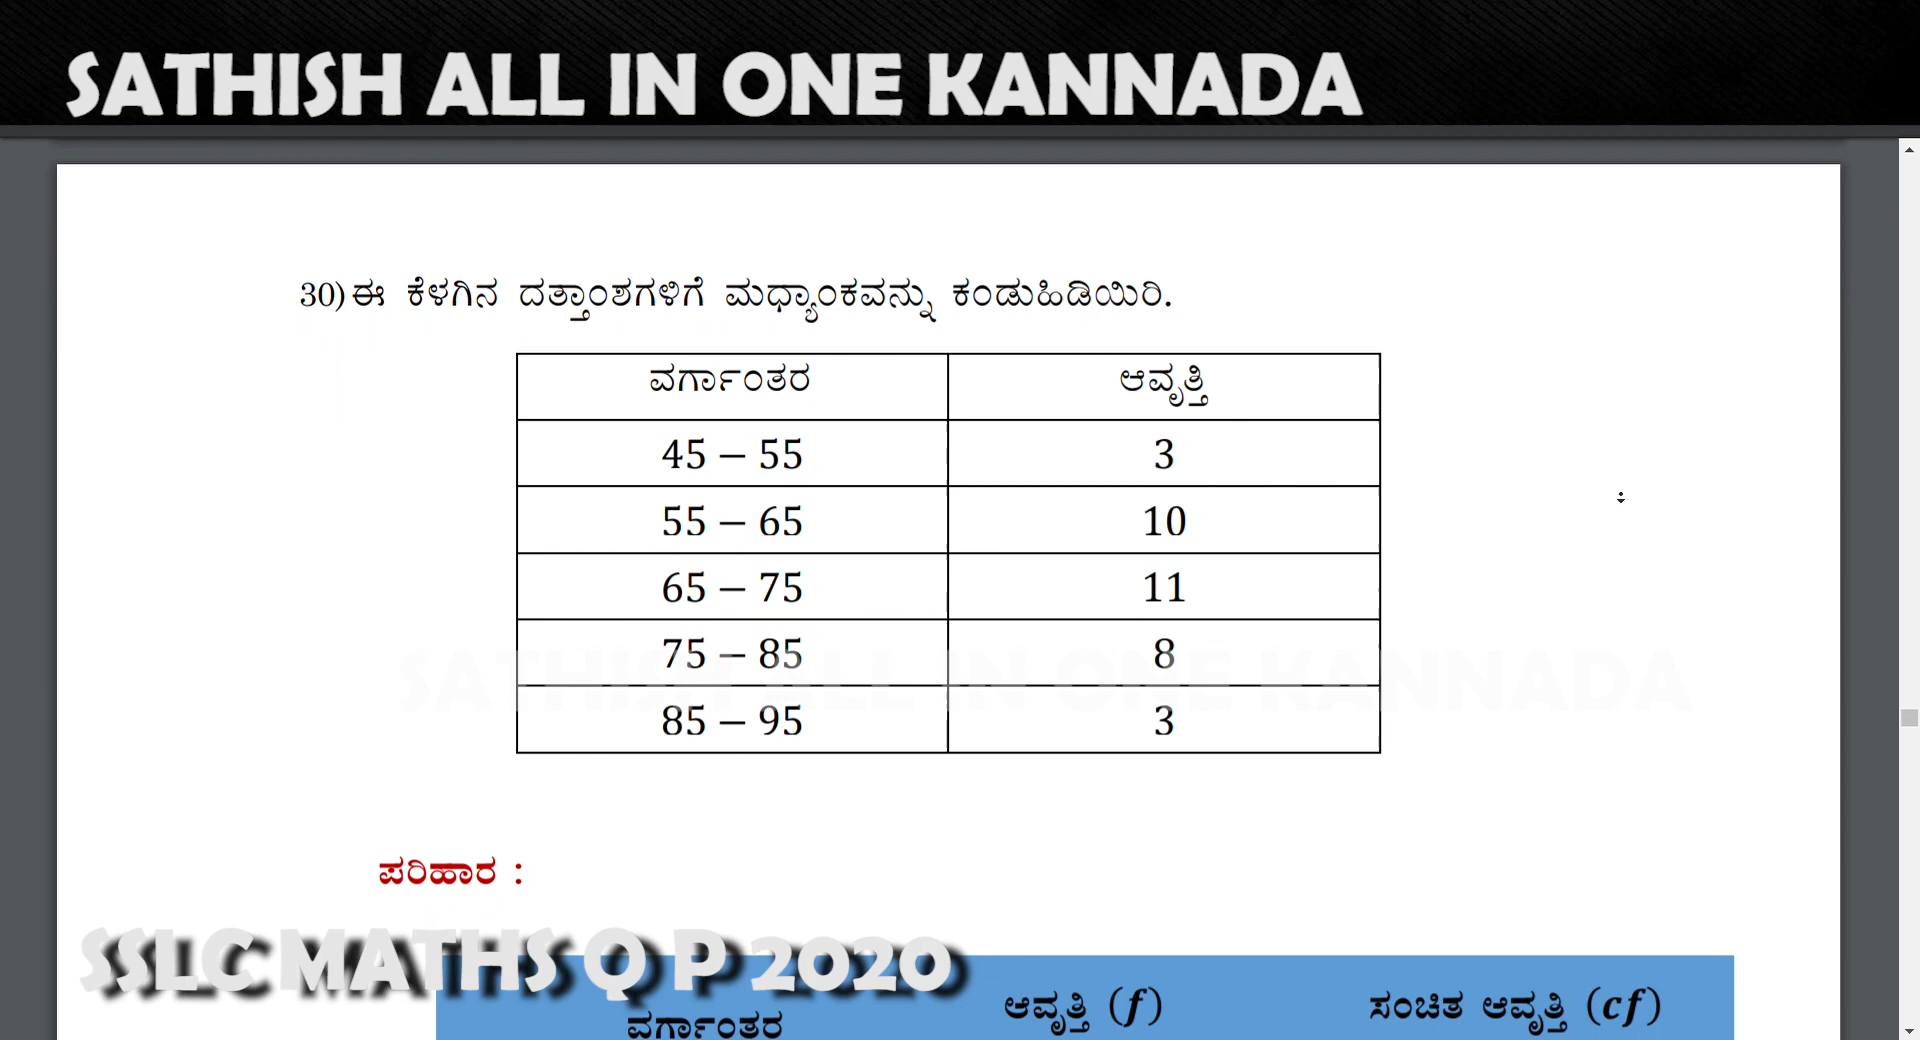 SATHISH ALL IN ONE KANNADA
30) ಈ ಕೆಳಗಿನ ದತ್ತಾಂಶಗಳಿಗೆ ಮಧ್ಯಾಂಕವನ್ನು ಕಂಡುಹಿಡಿಯಿರಿ.
ವರ್ಗಾಂತರ ಆವೃತ್ತಿ
45 – 55 3
55 – 65 10
65 – 75 11
75 – 85 8
SATHISH ALL IN ONE KANNADA
85 – 95 3
ಪರಿಹಾರ :
SSLC MATHS Q P 2020
ವರ್ಗಾಂತರ ಆವೃತ್ತಿ (f) ಸಂಚಿತ ಆವೃತ್ತಿ (cf)